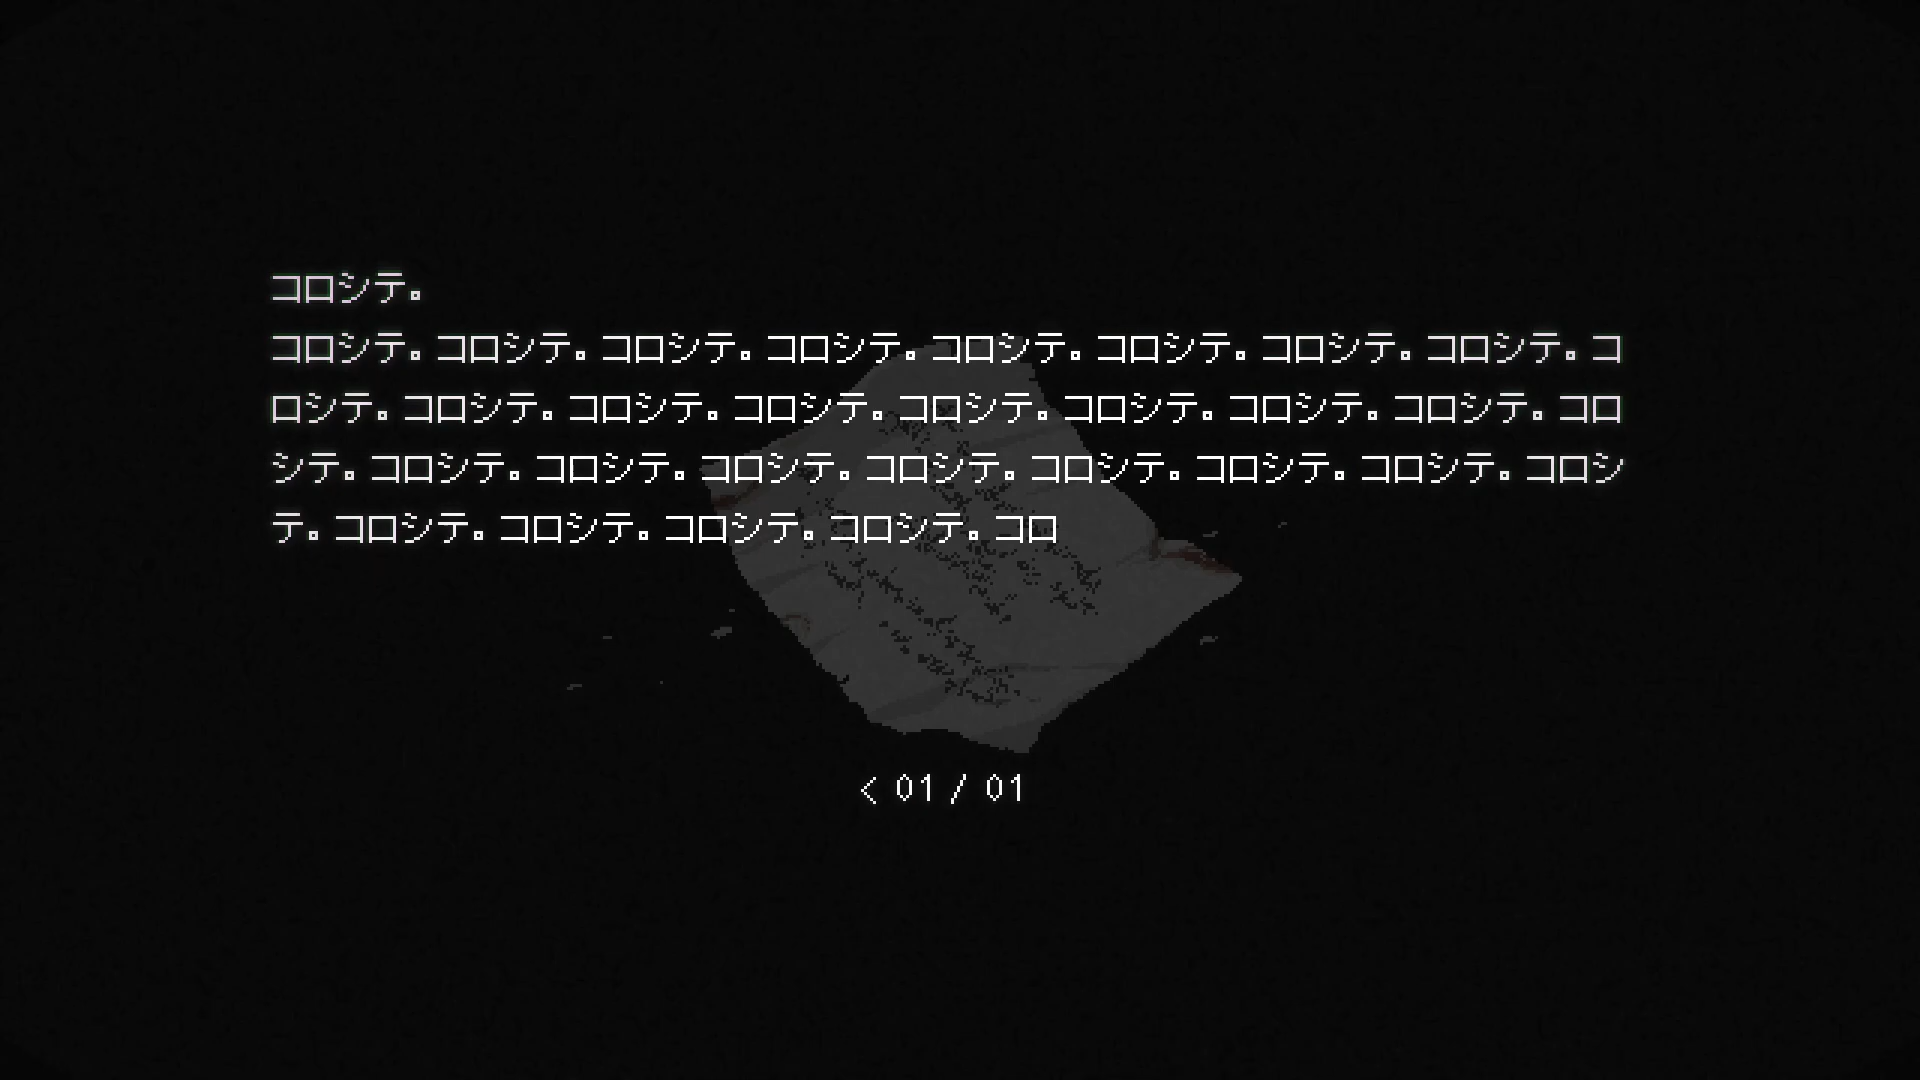 コロシテ。
コロシテ。コロシテ。コロシテ。コロシテ。コロシテ。コロシテ。コロシテ。コロシテ。コ
ロシテ。コロシテ。コロシテ。コロシテ。コロシテ。コロシテ。コロシテ。コロシテ。コロ
シテ。コロシテ。コロシテ。コロシテ。コロシテ。コロシテ。コロシテ。コロシテ。コロシ
テ。コロシテ。コロシテ。コロシテ。コロシテ。コロ
< 01 / 01